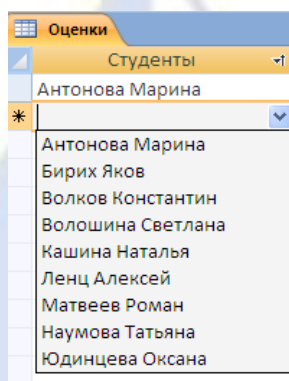 Оценки
Студенты
Антонова Марина
Антонова Марина
Бирих Яков
Волков Константин
Волошина Светлана
Кашина Наталья
Ленц Алексей
Матвеев Роман
Наумова Татьяна
Юдинцева Оксана